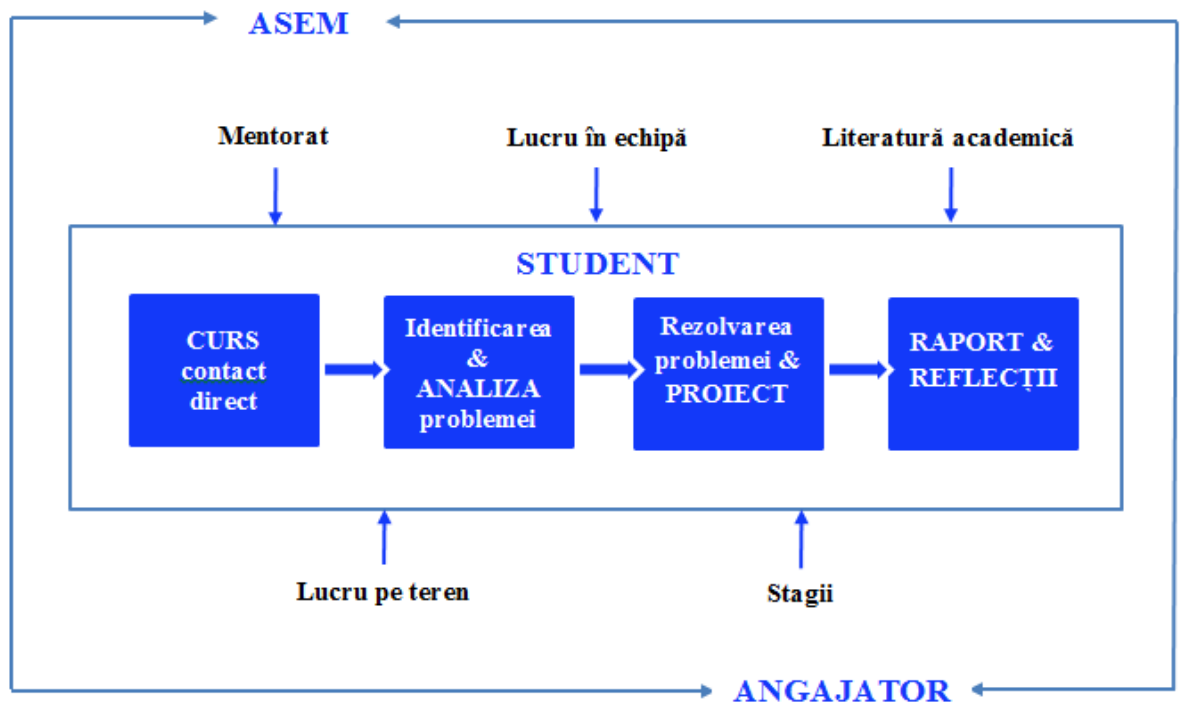 ASEM
Mentorat
Lucru în echipă
Literatură academică
STUDENT
CURS
contact
direct
Identificarea
&
ANALIZA
problemei
Rezolvarea
problemei &
PROIECT
RAPORT &
REFLECȚII
Lucru pe teren
Stagii
ANGAJATOR